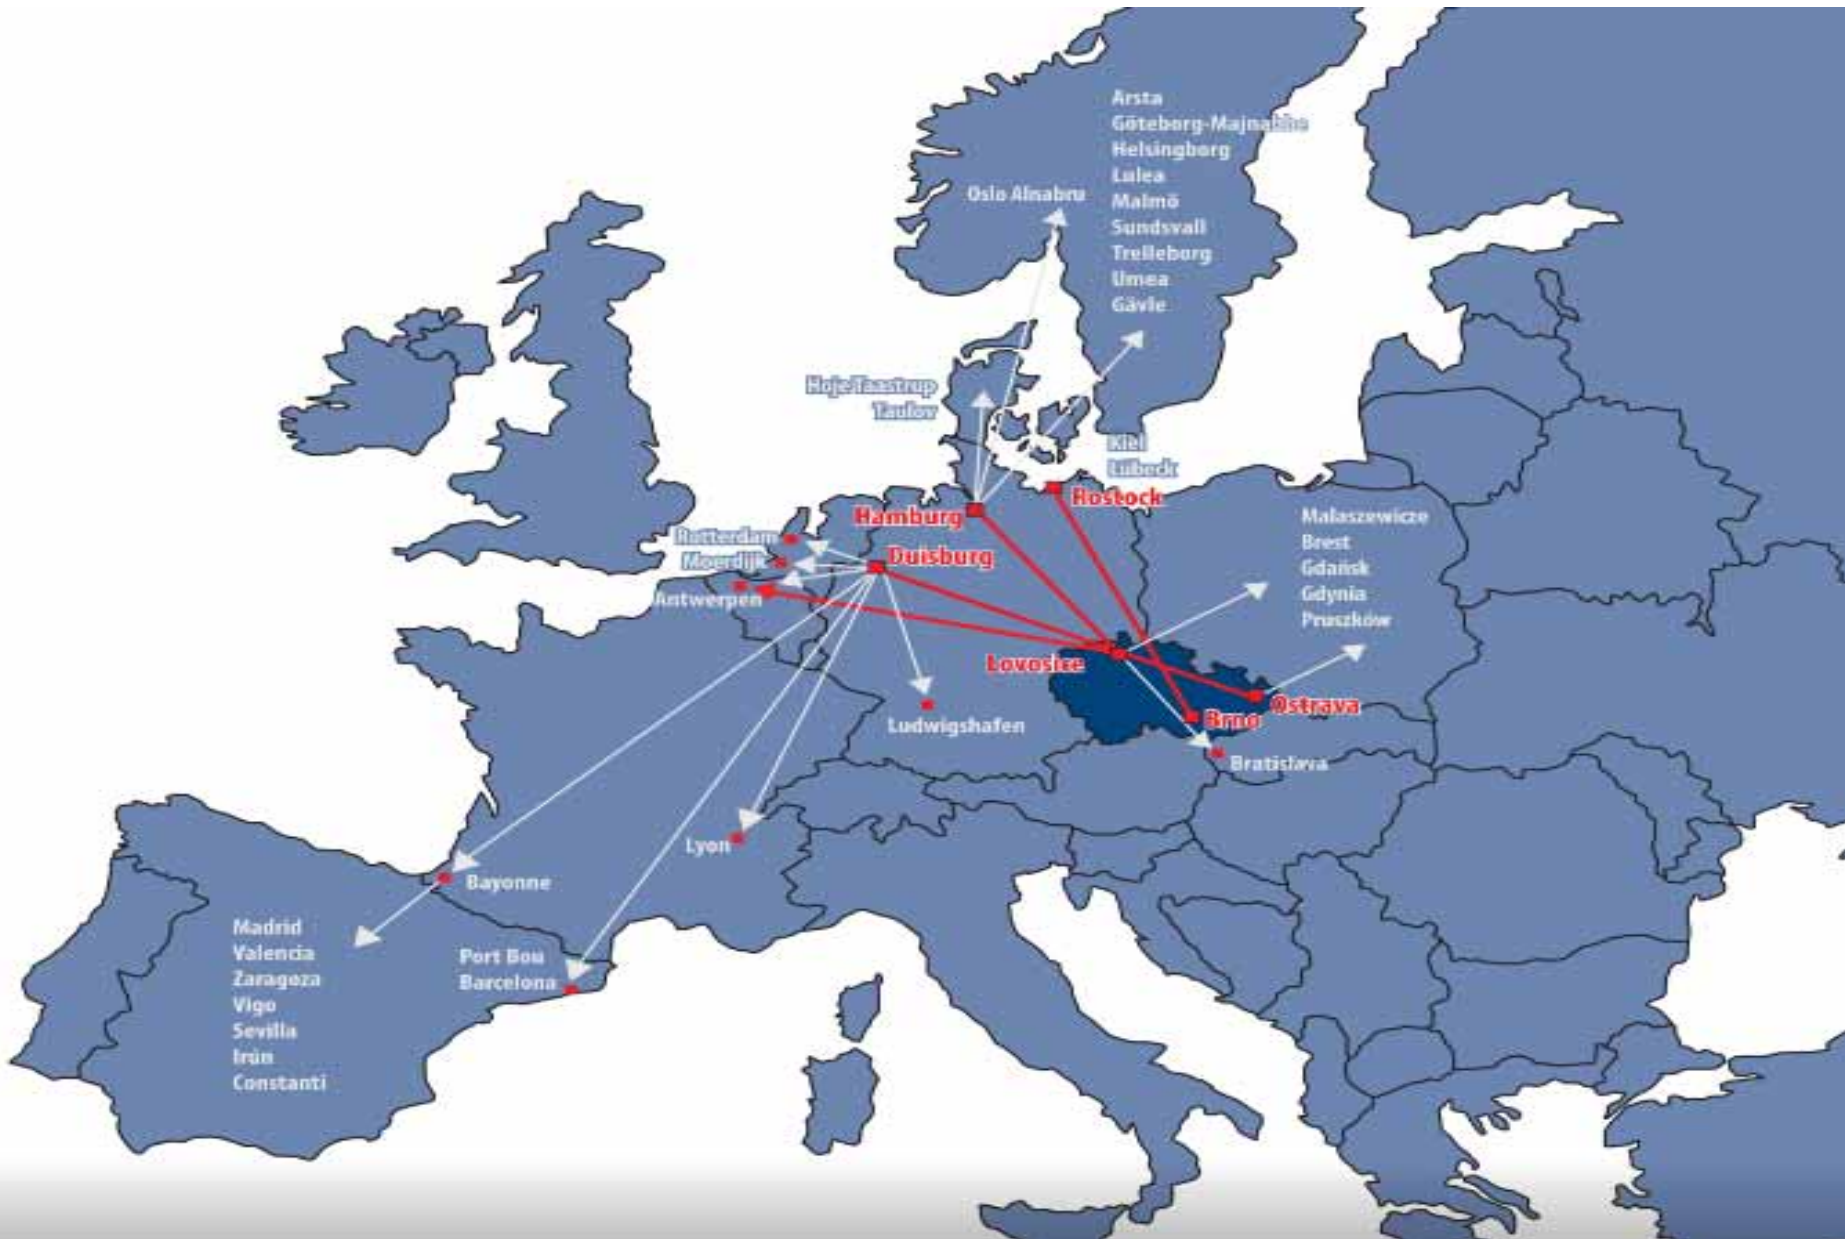 Arsta
Göteborg-Majnabbe
Helsingborg
Lulea
Malmö
Sundsvall
Trelleborg
Umea
Gävle
Oslo Alnabru
Hoje Taastrup
Taulov
Kiel
Lübeck
Rostock
Hamburg
Duisburg
Rotterdam
Moerdijk
Antwerpen
Malaszewicze
Brest
Gdańsk
Gdynia
Pruszków
Lovosice
Ostrava
Brno
Bratislava
Ludwigshafen
Lyon
Bayonne
Madrid
Valencia
Zaragoza
Vigo
Sevilla
Irún
Constanti
Port Bou
Barcelona